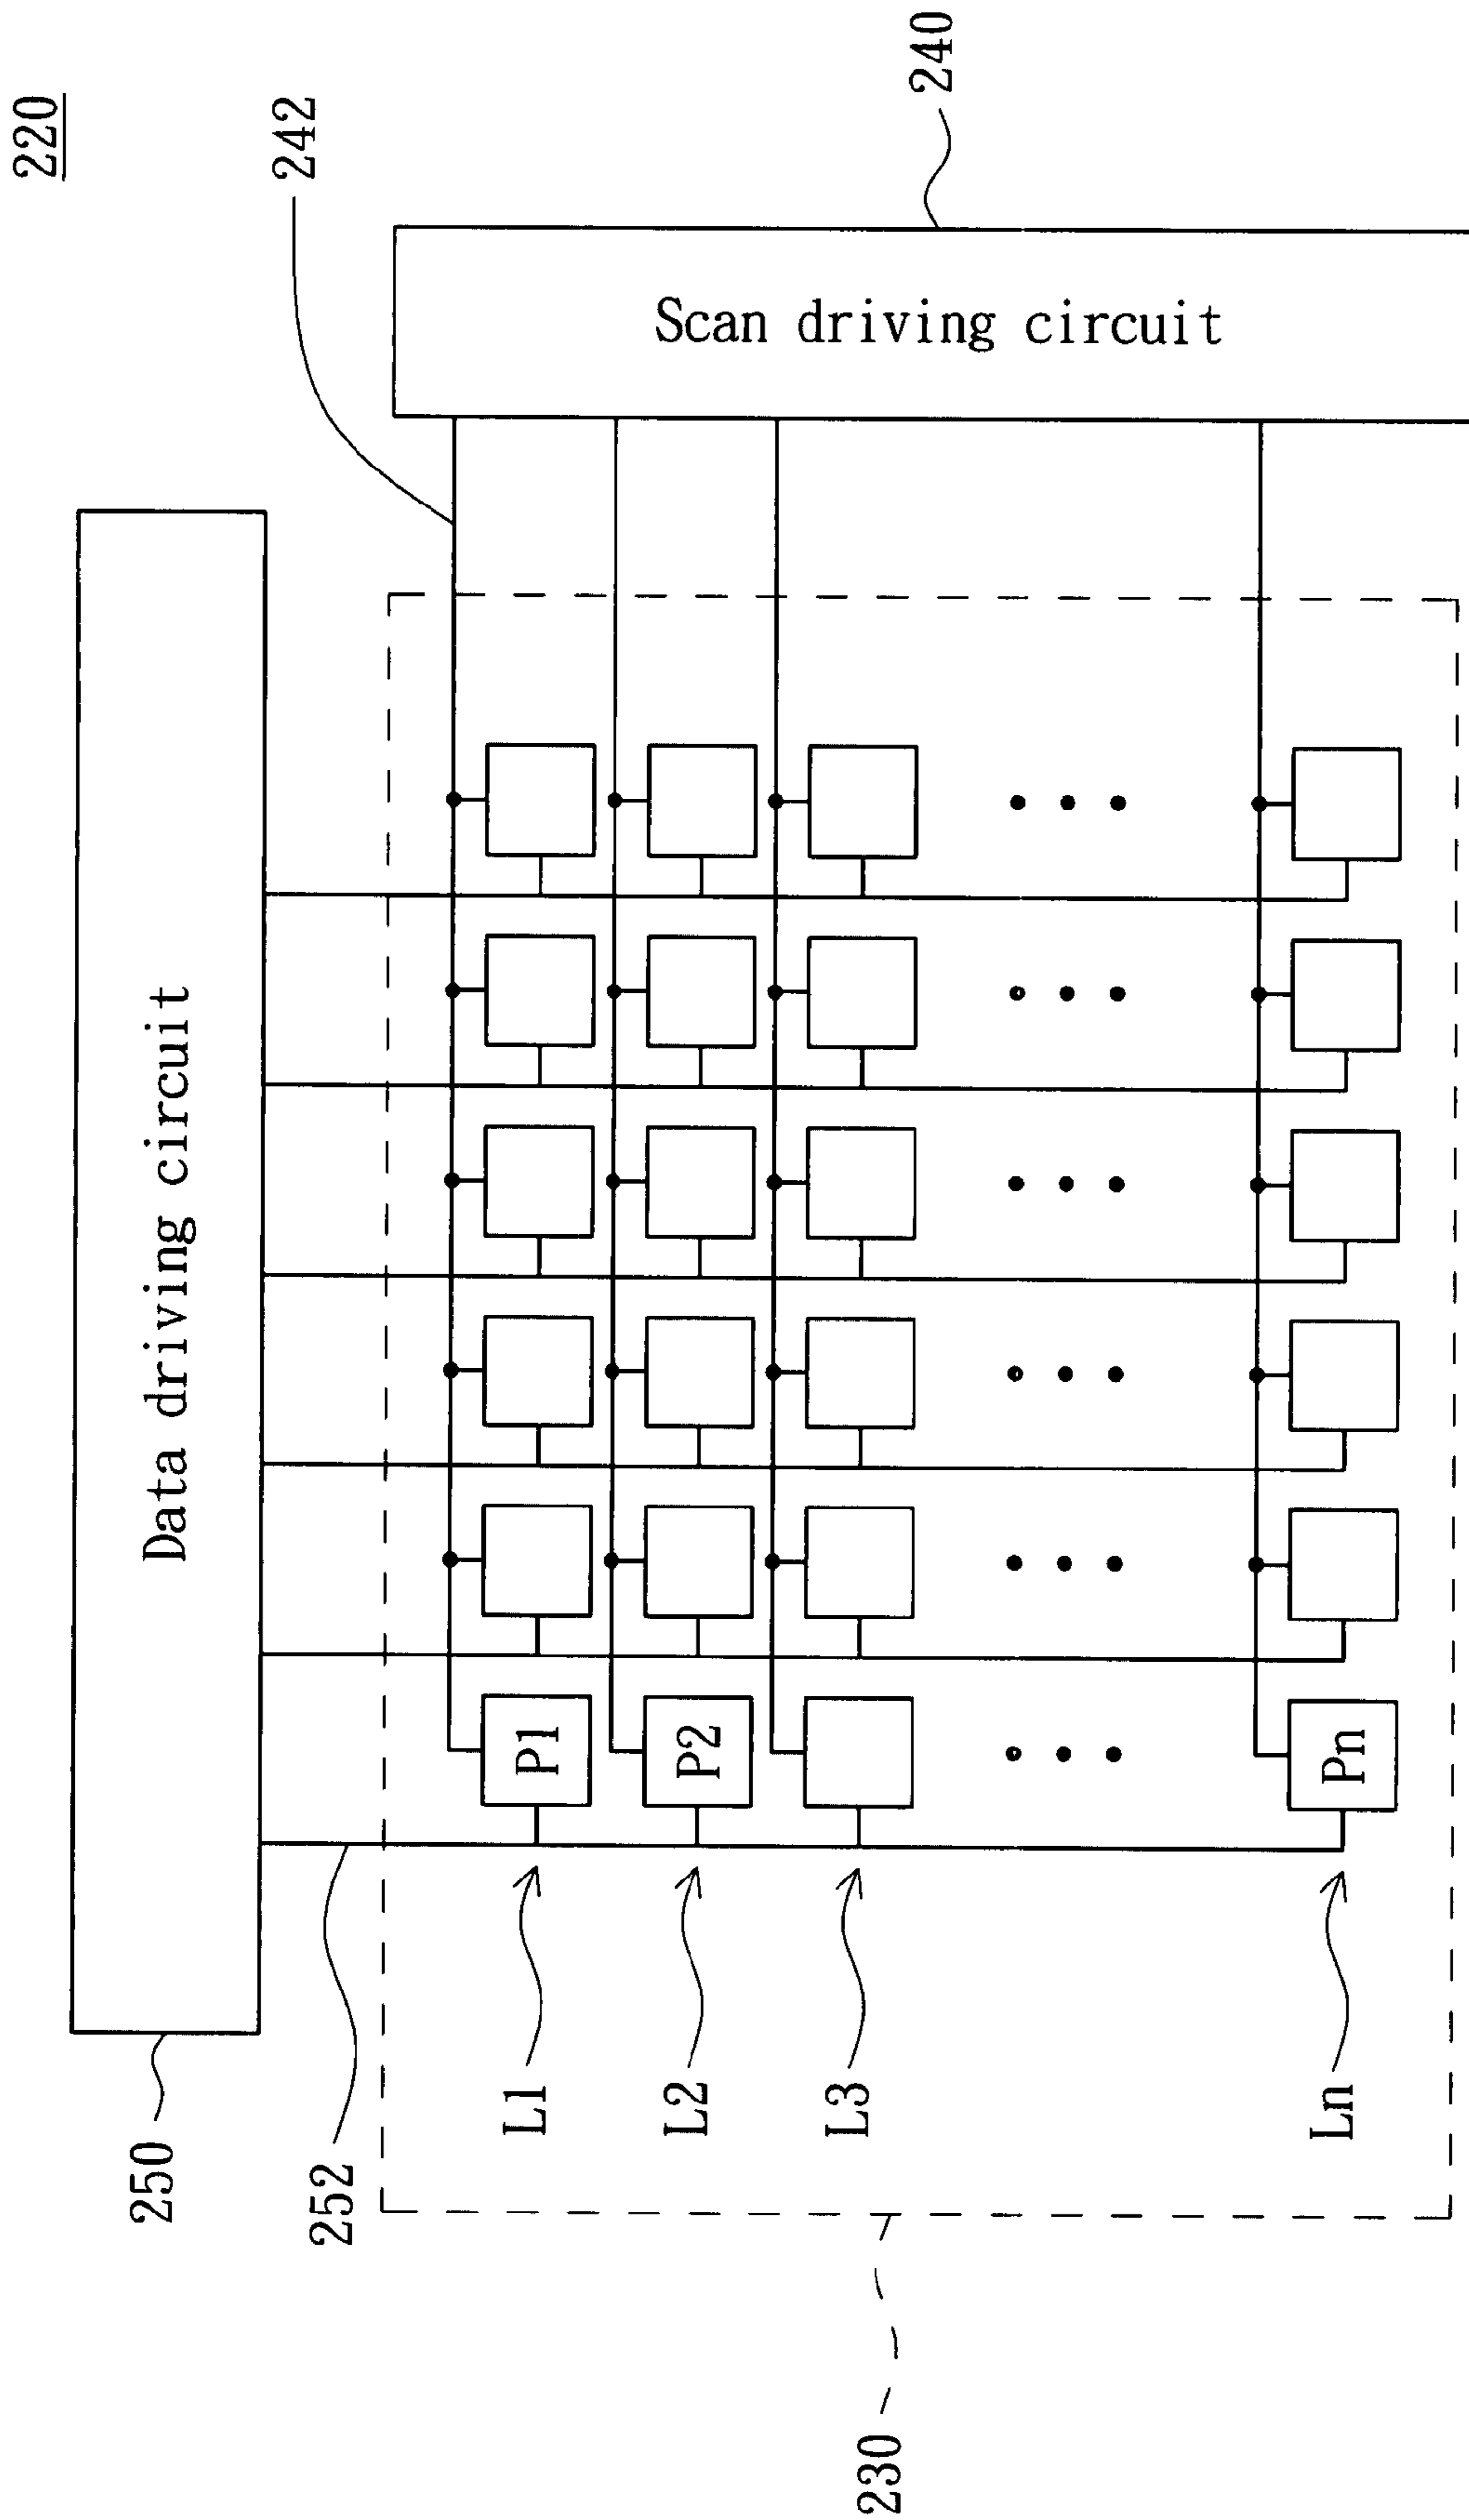 220
Data driving circuit
250
252
242
Scan driving circuit
240
L1
P1
L2
P2
L3
Ln
Pn
230